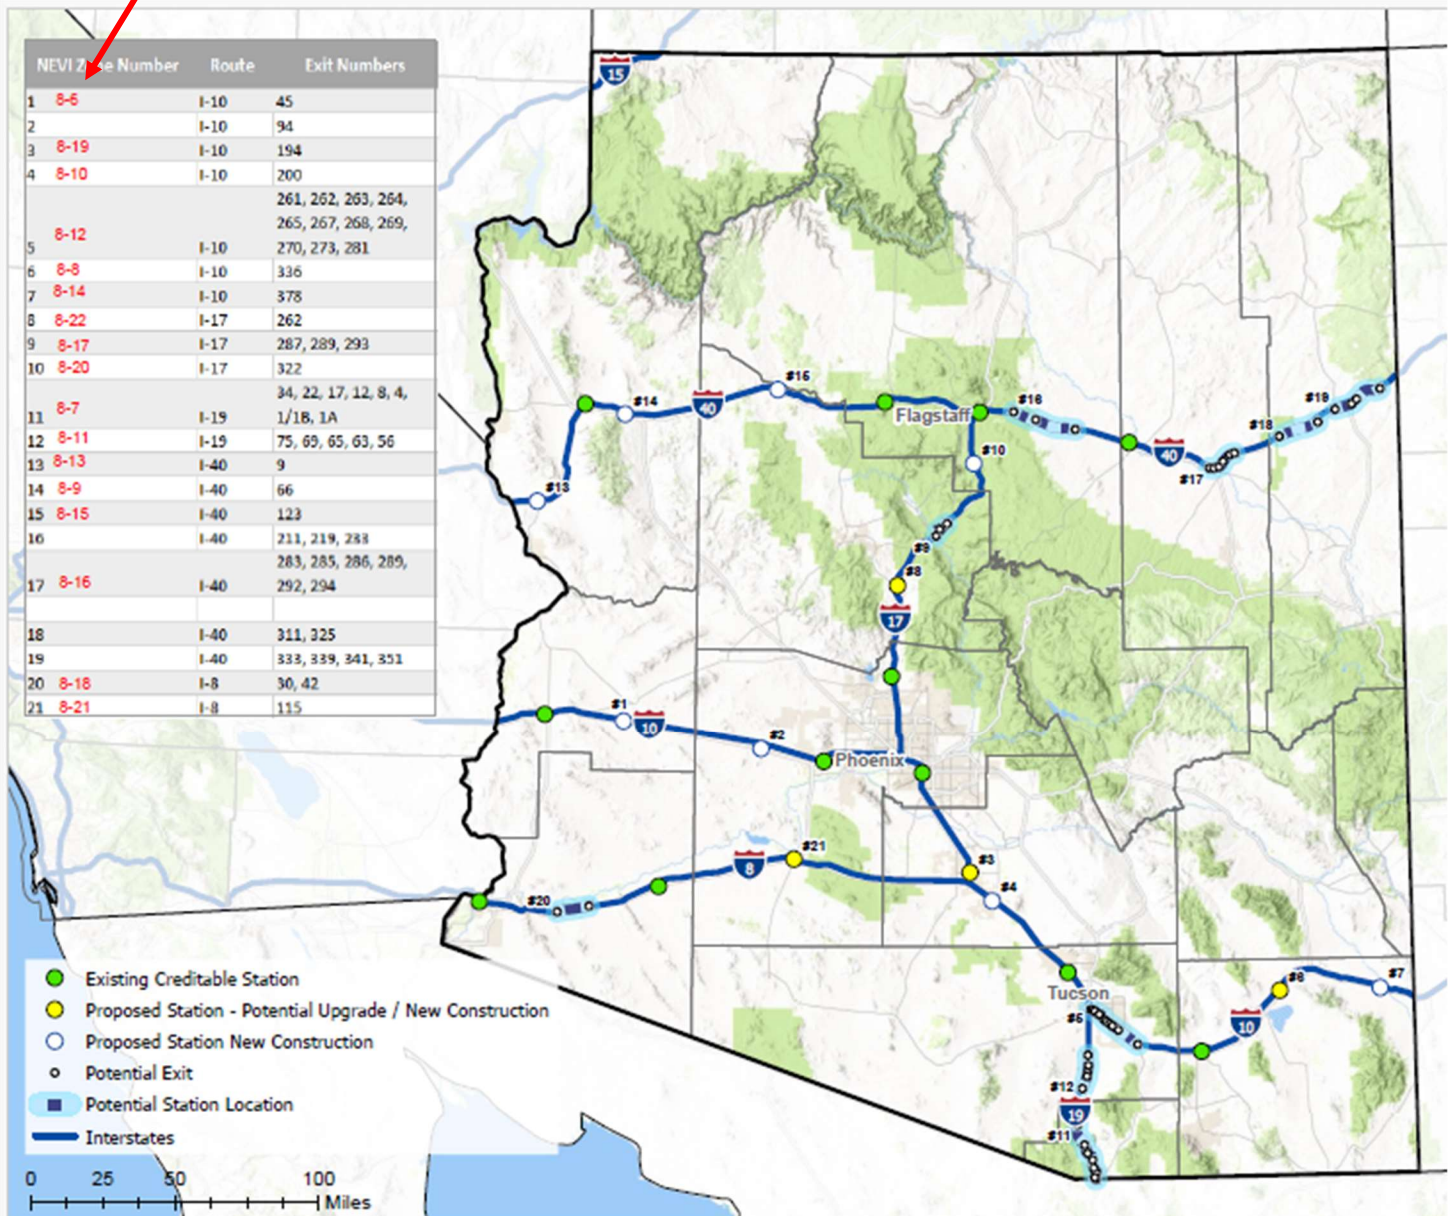 NEVI Z ne Number Route Exit Numbers
1 8-6 I-10 45
2 I-10 94
3 8-19 I-10 194
4 8-10 I-10 200
261, 262, 263, 264,
265, 267, 268, 269,
5 8-12 I-10 270, 273, 281
6 8-8 I-10 336
7 8-14 I-10 378
8 8-22 I-17 262
9 8-17 I-17 287, 289, 293
10 8-20 I-17 322
34, 22, 17, 12, 8, 4,
11 8-7 I-19 1/1B, 1A
12 8-11 I-19 75, 69, 65, 63, 56
13 8-13 I-40 9
14 8-9 I-40 66
15 8-15 I-40 123
16 I-40 211, 219, 233
283, 285, 286, 289,
17 8-16 I-40 292, 294
18 I-40 311, 325
19 I-40 333, 339, 341, 351
20 8-18 I-8 30, 42
21 8-21 I-8 115
15
#15
#14
40
#13
Flagstaff
#16
#10
#19
#18
40
#17
#9
#8
17
#1
10
#2
Phoenix
#21
8
#3
#4
#20
Tucson
#5
#6
#7
10
#12
19
#11
Existing Creditable Station
Proposed Station - Potential Upgrade / New Construction
Proposed Station New Construction
Potential Exit
Potential Station Location
Interstates
0 25 50 100
Miles